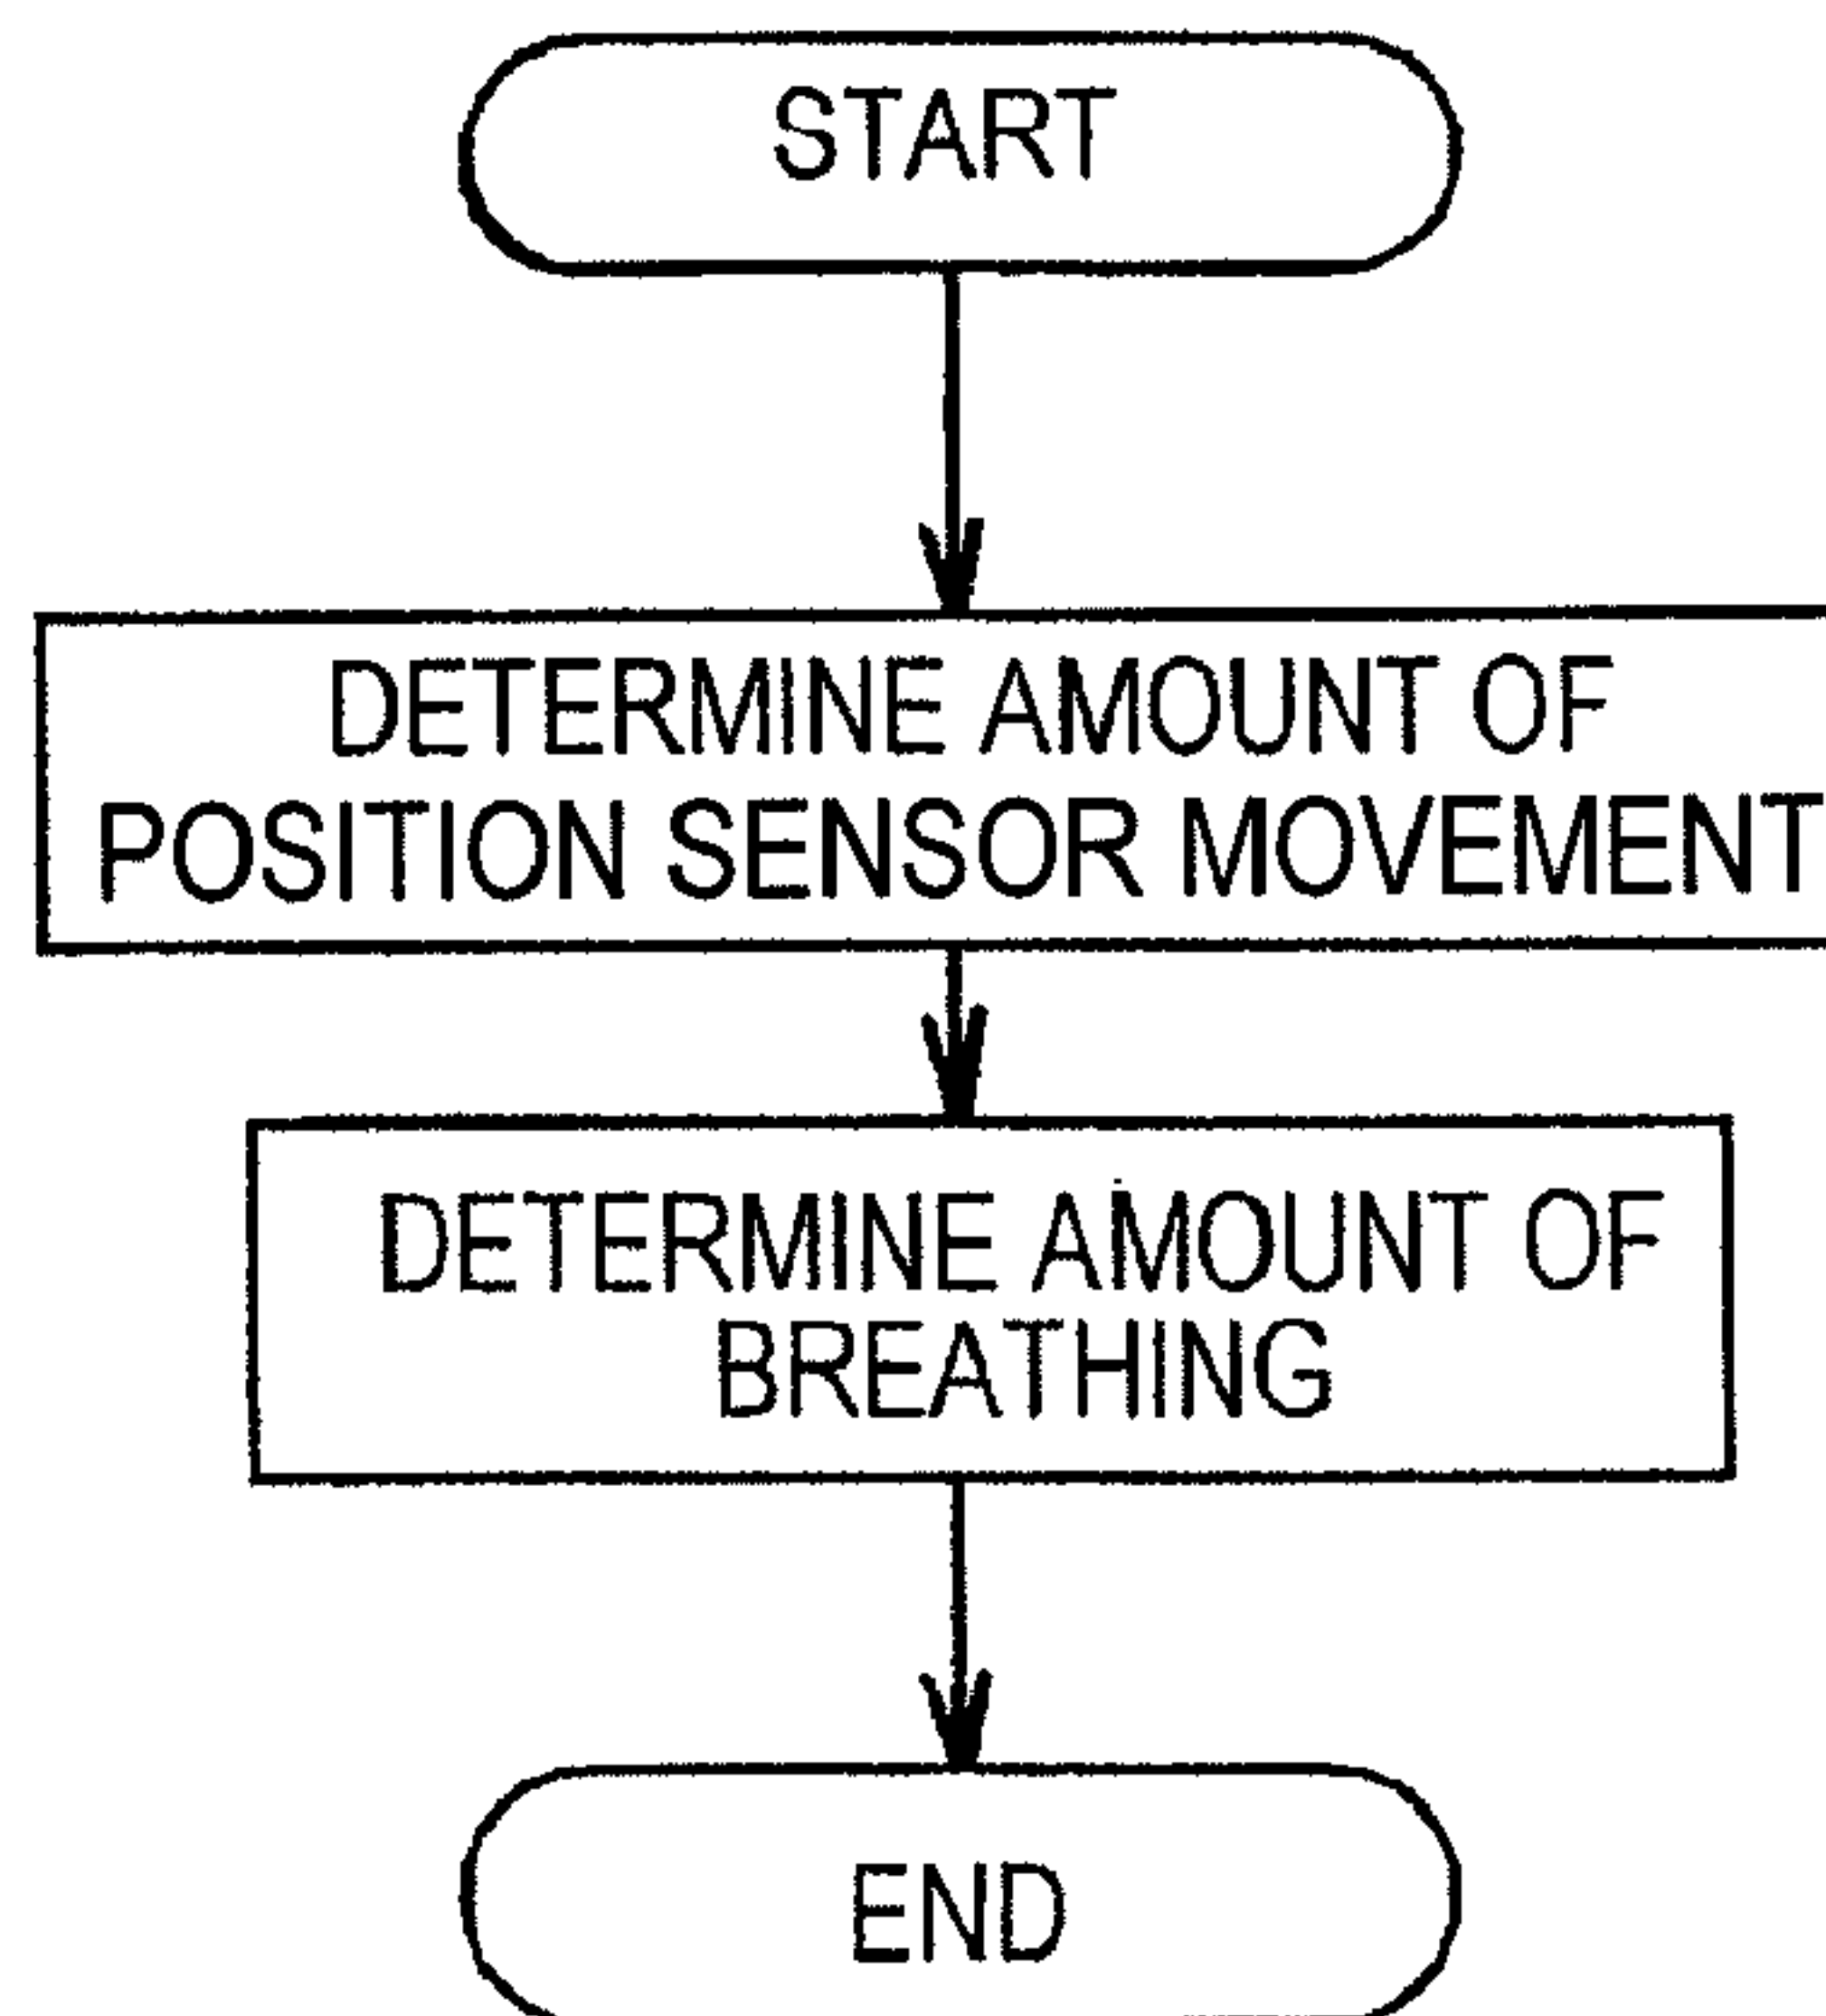 START
DETERMINE AMOUNT OF
POSITION SENSOR MOVEMENT
DETERMINE AMOUNT OF
BREATHING
END